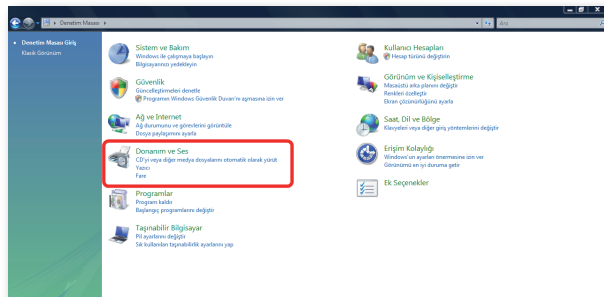 Denetim Masası
Ara
Denetim Masası Giriş
Klasik Görünüm
Sistem ve Bakım
Windows ile çalışmaya başlayın
Bilgisayarınızı yedekleyin
Güvenlik
Güncelleştirmeleri denetle
Programın Windows Güvenlik Duvarı'nı aşmasına izin ver
Ağ ve Internet
Ağ durumunu ve görevlerini görüntüle
Dosya paylaşımını ayarla
Donanım ve Ses
CD'yi veya diğer medya dosyalarını otomatik olarak yürüt
Yazıcı
Fare
Programlar
Program kaldır
Başlangıç programlarını değiştir
Taşınabilir Bilgisayar
Pil ayarlarını değiştir
Sık kullanılan taşınabilirlik ayarlarını yap
Kullanıcı Hesapları
Hesap türünü değiştirin
Görünüm ve Kişiselleştirme
Masaüstü arka planını değiştir
Renkleri özelleştir
Ekran çözünürlüğünü ayarla
Saat, Dil ve Bölge
Klavyeleri veya diğer giriş yöntemlerini değiştir
Erişim Kolaylığı
Windows'un ayarları önermesine izin ver
Görünümü en iyi duruma getir
Ek Seçenekler